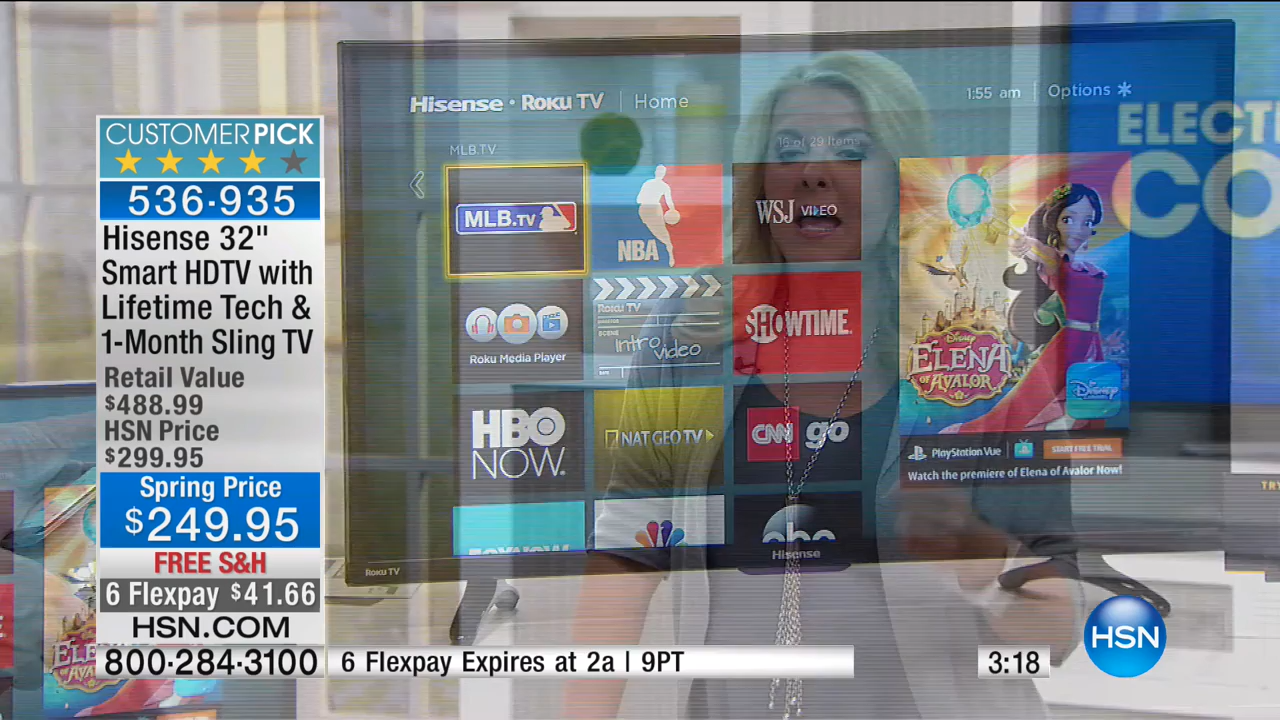 CUSTOMER PICK
536-935
Hisense 32"
Smart HDTV with
Lifetime Tech &
1-Month Sling TV
Retail Value
$488.99
HSN Price
$299.95
Spring Price
$249.95
FREE S&H
6 Flexpay $41.66
HSN.COM
800-284-3100
6 Flexpay Expires at 2a | 9PT
3:18
HSN
Hisense • Roku TV | Home
1:55 am | Options
MLB.TV
16 of 29 Items
MLB.TV
NBA
WSJ VIDEO
Roku Media Player
Roku TV
SCENE
Intro video
SHOWTIME
HBO NOW
NAT GEO TV
CNN go
abc
Hisense
Roku TV
Disney
ELENA
OF AVALOR
Disney
PlayStation Vue
START FREE TRIAL
Watch the premiere of Elena of Avalor Now!
ELECT
CO
TRY